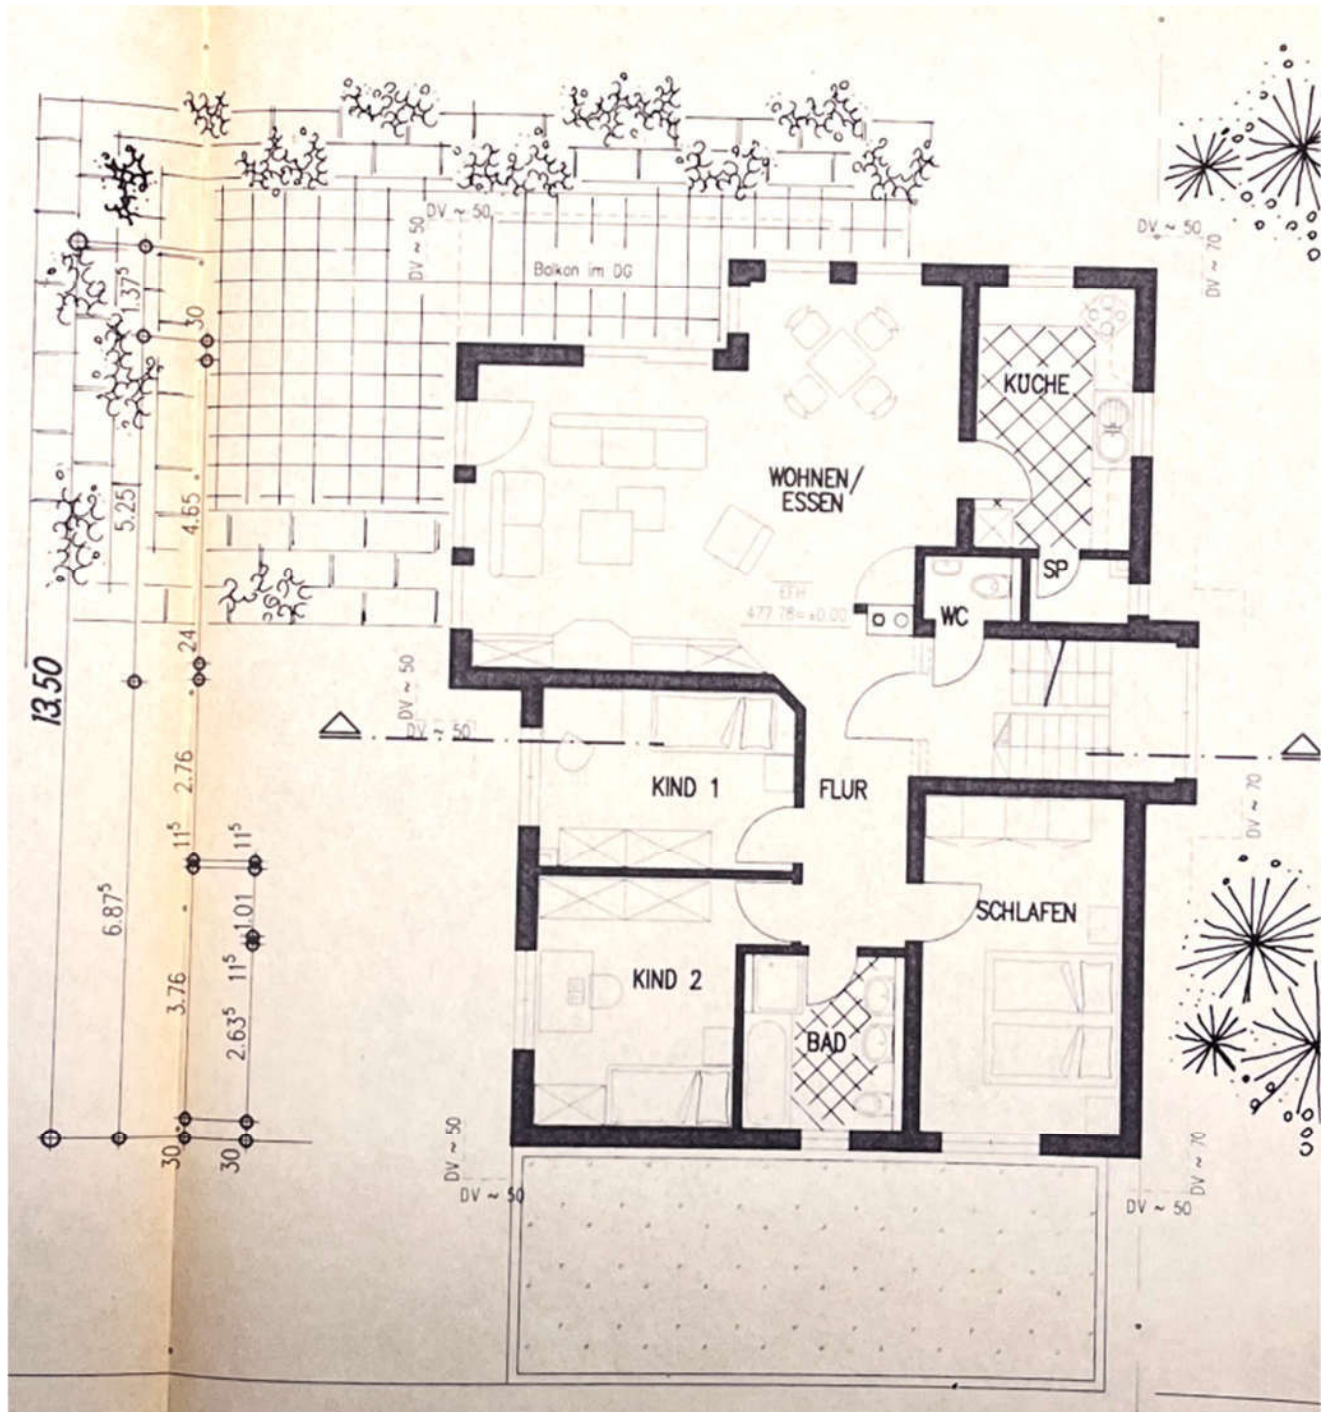 DV ~ 50
DV ~ 50
DV ~ 50
DV ~ 70
Balkon im DG
1.37⁵
30
KÜCHE
WOHNEN/
ESSEN
5.25
4.65
SP
EFH
477.78=±0.00
WC
24
13.50
DV ~ 50
DV ~ 50
2.76
KIND 1
FLUR
DV ~ 70
11⁵
11⁵
6.87⁵
1.01
SCHLAFEN
3.76
11⁵
KIND 2
2.63⁵
BAD
30
30
DV ~ 50
DV ~ 50
DV ~ 70
DV ~ 50